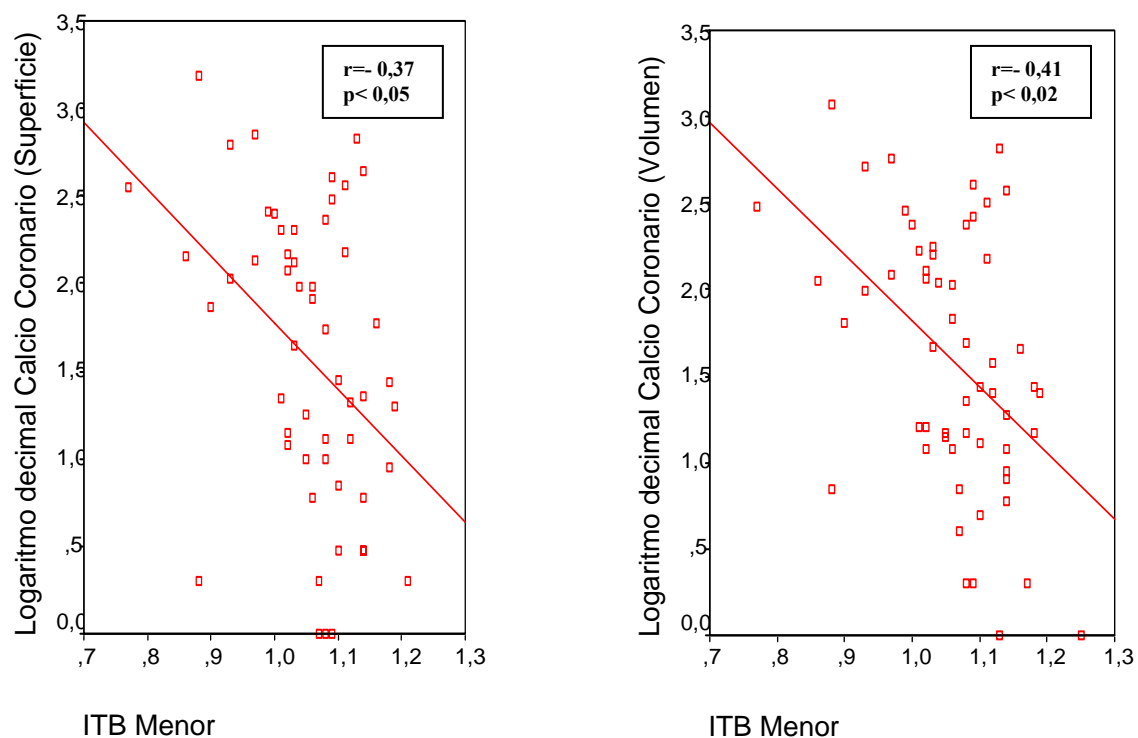 Logaritmo decimal Calcio Coronario (Superficie)
3,5
3,0
2,5
2,0
1,5
1,0
,5
0,0
r=- 0,37
p< 0,05
,7 ,8 ,9 1,0 1,1 1,2 1,3
ITB Menor
Logaritmo decimal Calcio Coronario (Volumen)
3,5
3,0
2,5
2,0
1,5
1,0
,5
0,0
r=- 0,41
p< 0,02
,7 ,8 ,9 1,0 1,1 1,2 1,3
ITB Menor